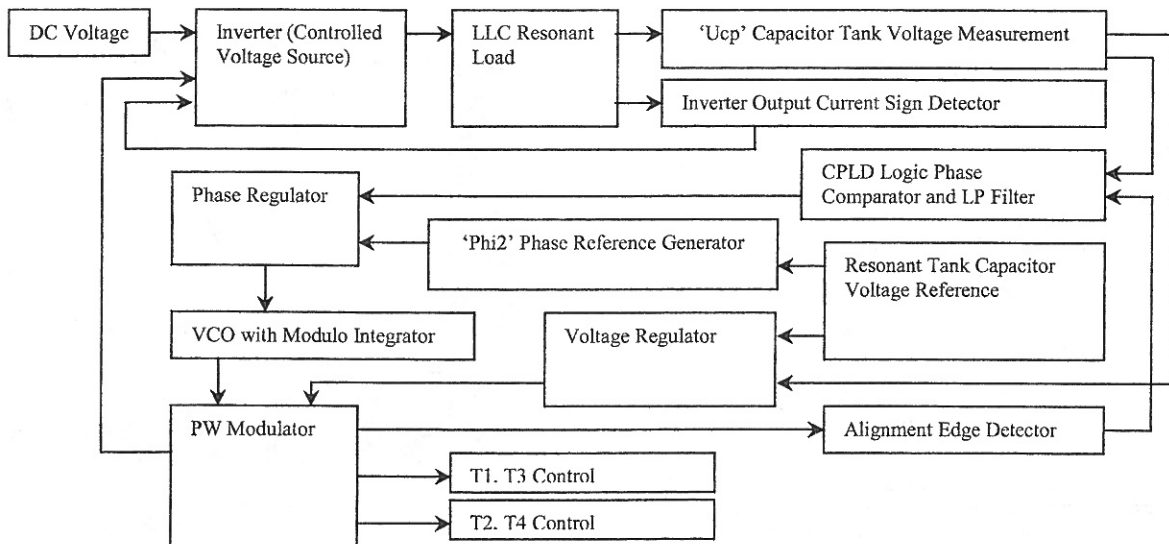 DC Voltage
Inverter (Controlled
Voltage Source)
LLC Resonant
Load
‘Ucp’ Capacitor Tank Voltage Measurement
Inverter Output Current Sign Detector
CPLD Logic Phase
Comparator and LP Filter
Phase Regulator
‘Phi2’ Phase Reference Generator
Resonant Tank Capacitor
Voltage Reference
VCO with Modulo Integrator
Voltage Regulator
PW Modulator
Alignment Edge Detector
T1. T3 Control
T2. T4 Control